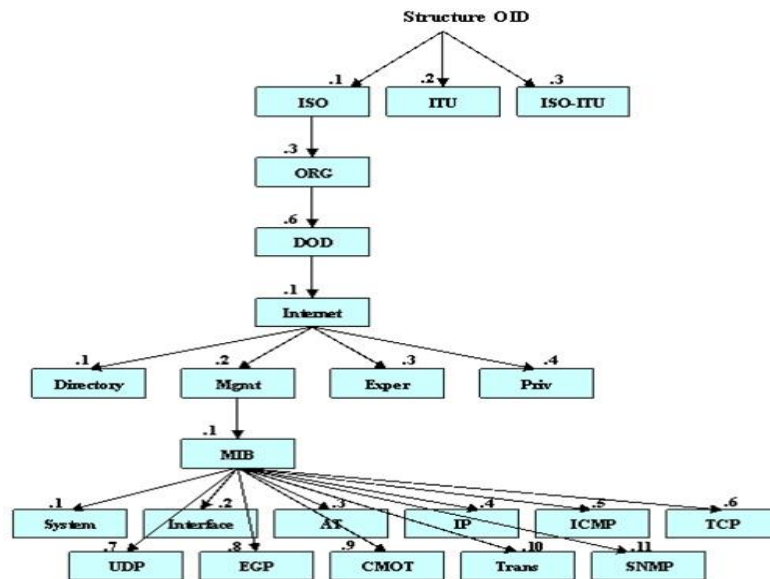 Structure OID
.1 .2 .3
ISO ITU ISO-ITU
.3
ORG
.6
DOD
.1
Internet
.1 .2 .3 .4
Directory Mgmt Exper Priv
.1
MIB
.1 .2 .3 .4 .5 .6
System Interface AT IP ICMP TCP
.7 .8 .9 .10 .11
UDP EGP CMOT Trans SNMP